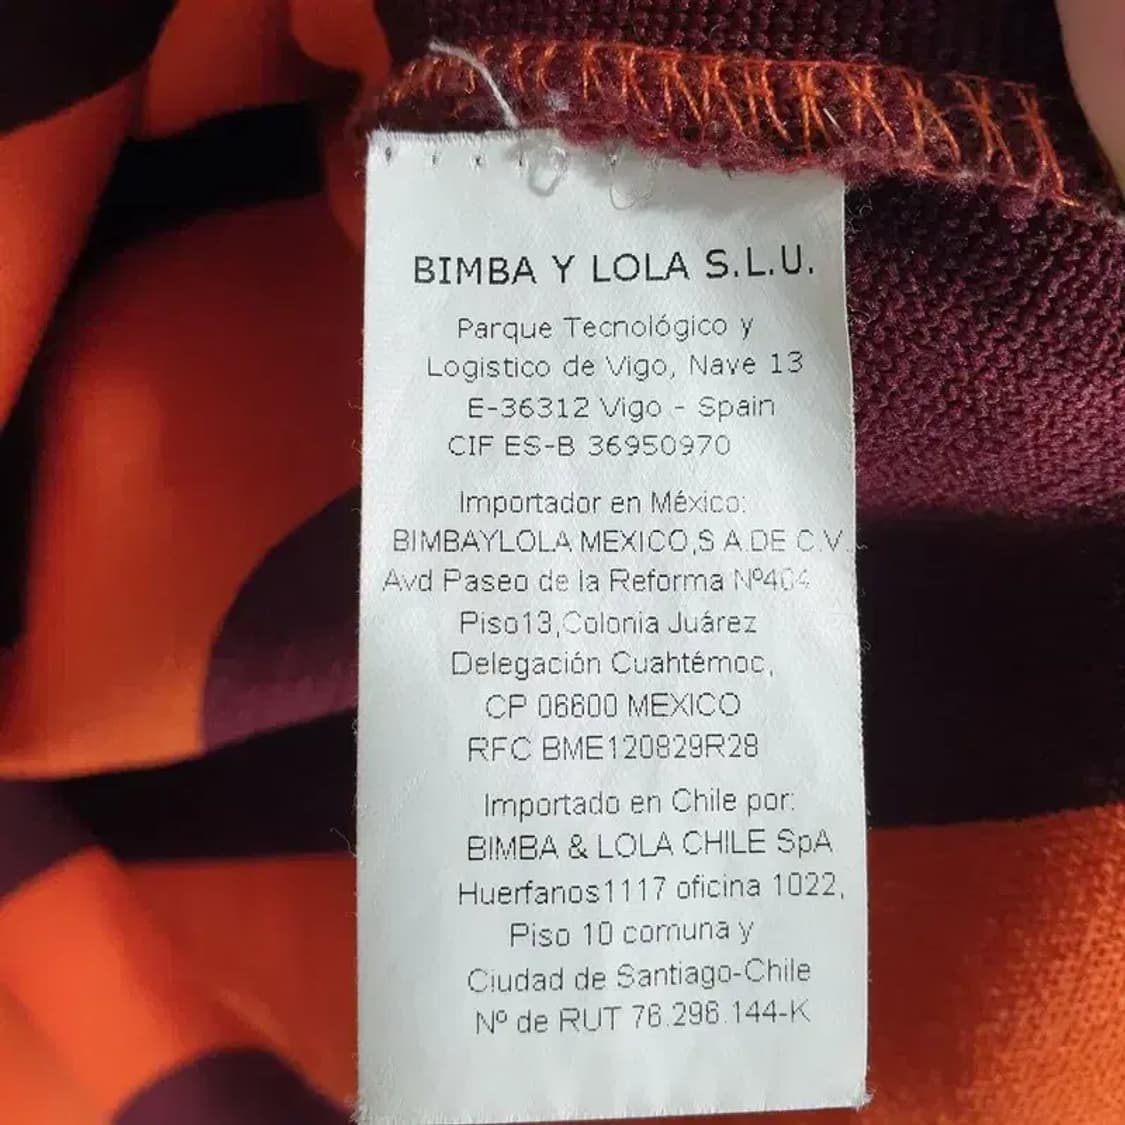 BIMBA Y LOLA S.L.U.
Parque Tecnológico y
Logistico de Vigo, Nave 13
E-36312 Vigo - Spain
CIF ES-B 36950970
Importador en México:
BIMBAYLOLA MEXICO,S.A.DE C.V.
Avd Paseo de la Reforma Nº404
Piso13,Colonia Juárez
Delegación Cuahtémoc,
CP 06600 MEXICO
RFC BME120829R28
Importado en Chile por:
BIMBA & LOLA CHILE SpA
Huerfanos1117 oficina 1022,
Piso 10 comuna y
Ciudad de Santiago-Chile
Nº de RUT 76.296.144-K